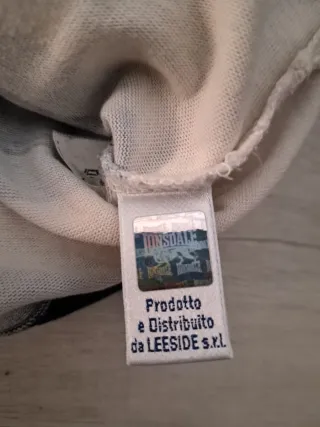 LONSDALE
Prodotto
e Distribuito
da LEESIDE s.r.l.